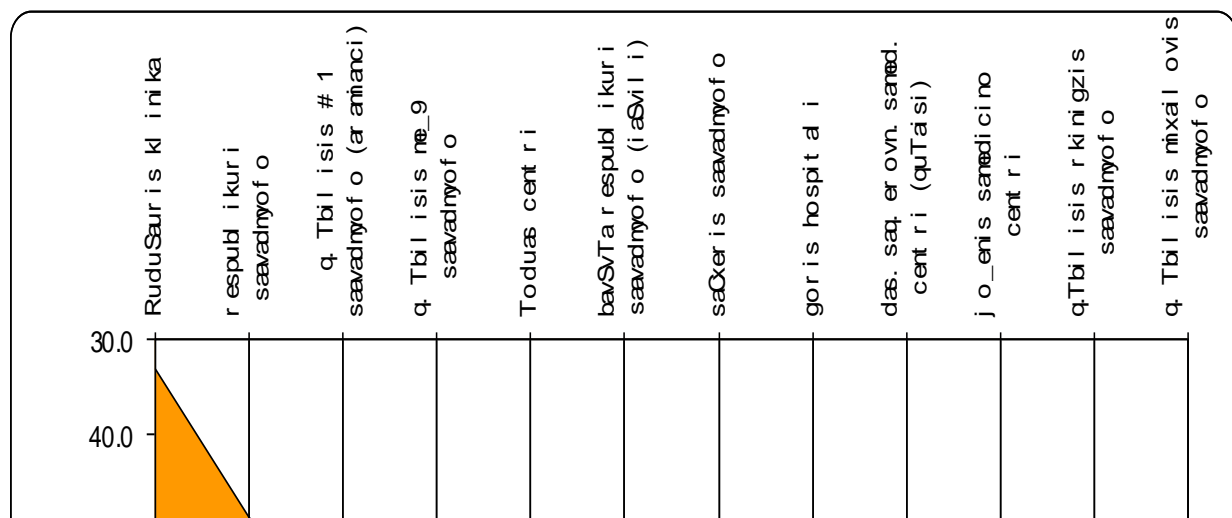 RuduSauris klinika
respublikuri
saavadmyofo
q. Tbilisis # 1
saavadmyofo (aramianci)
q. Tbilisis me_9
saavadmyofo
Toduas centri
bavSvTa respublikuri
saavadmyofo (iaSvili)
saCxeris saavadmyofo
goris hospitali
das. saq. erovn. samed.
centri (quTaisi)
jo_enis samedicino
centri
q.Tbilisis rkinigzis
saavadmyofo
q. Tbilisis mixailovis
saavadmyofo
30.0
40.0